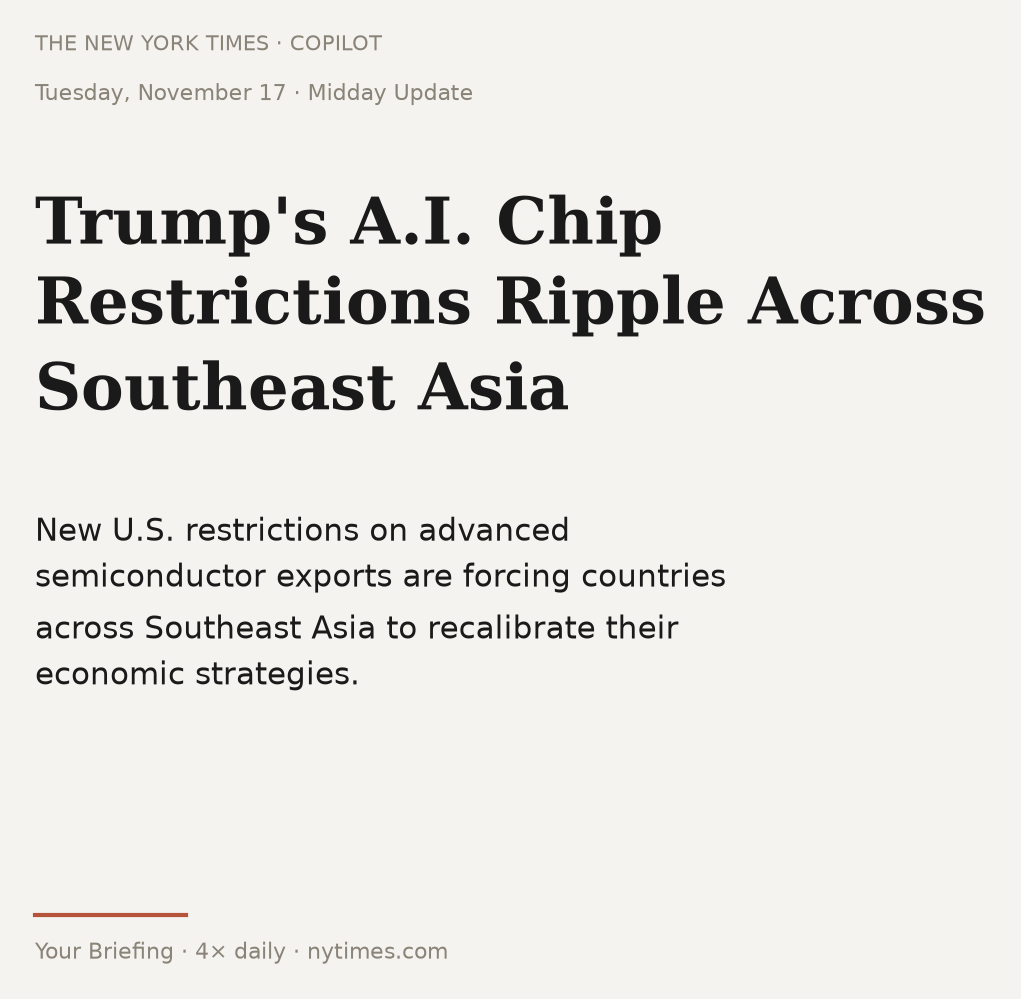 THE NEW YORK TIMES · COPILOT
Tuesday, November 17 · Midday Update
Trump's A.I. Chip
Restrictions Ripple Across
Southeast Asia
New U.S. restrictions on advanced
semiconductor exports are forcing countries
across Southeast Asia to recalibrate their
economic strategies.
Your Briefing · 4× daily · nytimes.com